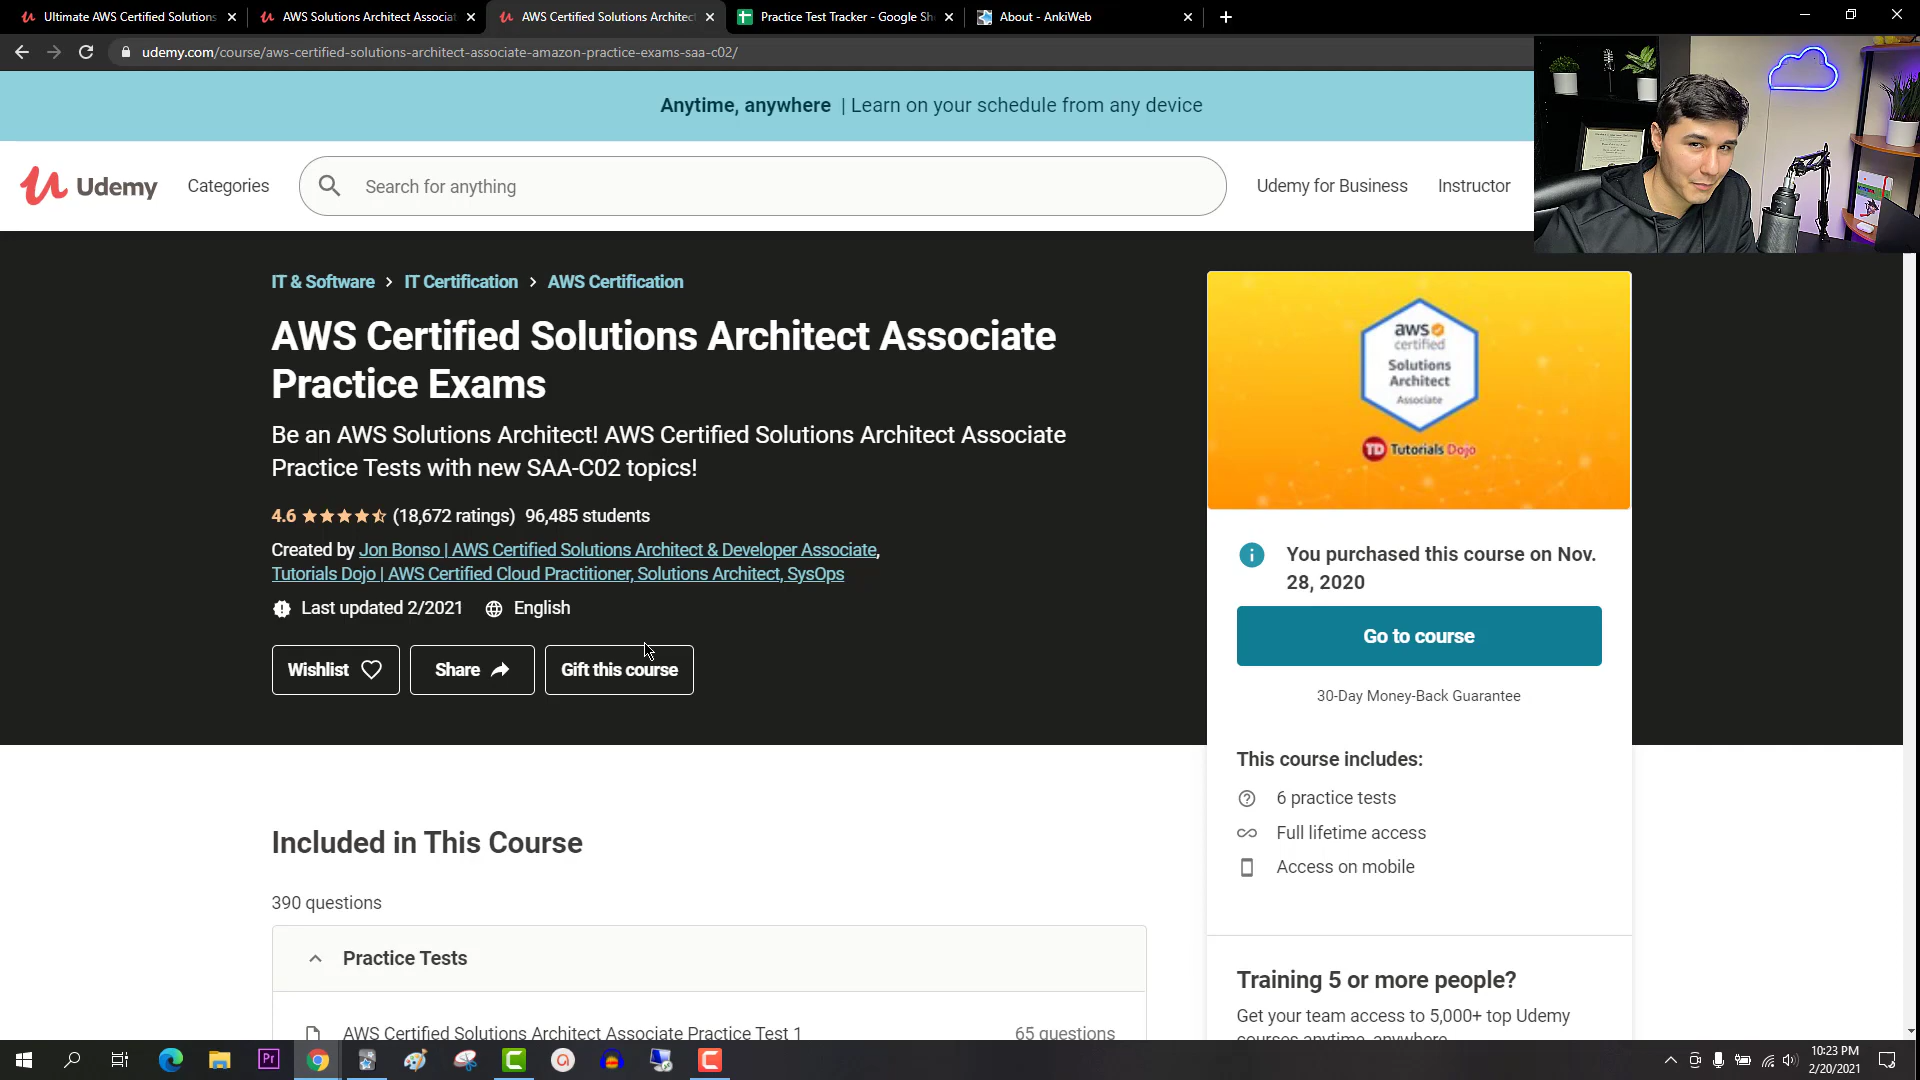 Ultimate AWS Certified Solutions
AWS Solutions Architect Associat
AWS Certified Solutions Architec
Practice Test Tracker - Google She
About - AnkiWeb
udemy.com/course/aws-certified-solutions-architect-associate-amazon-practice-exams-saa-c02/
Anytime, anywhere | Learn on your schedule from any device
Udemy
Categories
Search for anything
Udemy for Business
Instructor
IT & Software > IT Certification > AWS Certification
AWS Certified Solutions Architect Associate
Practice Exams
Be an AWS Solutions Architect! AWS Certified Solutions Architect Associate
Practice Tests with new SAA-C02 topics!
4.6 (18,672 ratings) 96,485 students
Created by Jon Bonso | AWS Certified Solutions Architect & Developer Associate,
Tutorials Dojo | AWS Certified Cloud Practitioner, Solutions Architect, SysOps
Last updated 2/2021 English
Wishlist
Share
Gift this course
aws
certified
Solutions
Architect
Associate
TD Tutorials Dojo
You purchased this course on Nov.
28, 2020
Go to course
30-Day Money-Back Guarantee
This course includes:
6 practice tests
Full lifetime access
Access on mobile
Training 5 or more people?
Get your team access to 5,000+ top Udemy
courses anytime, anywhere
Included in This Course
390 questions
Practice Tests
AWS Certified Solutions Architect Associate Practice Test 1
65 questions
Pr
10:23 PM
2/20/2021